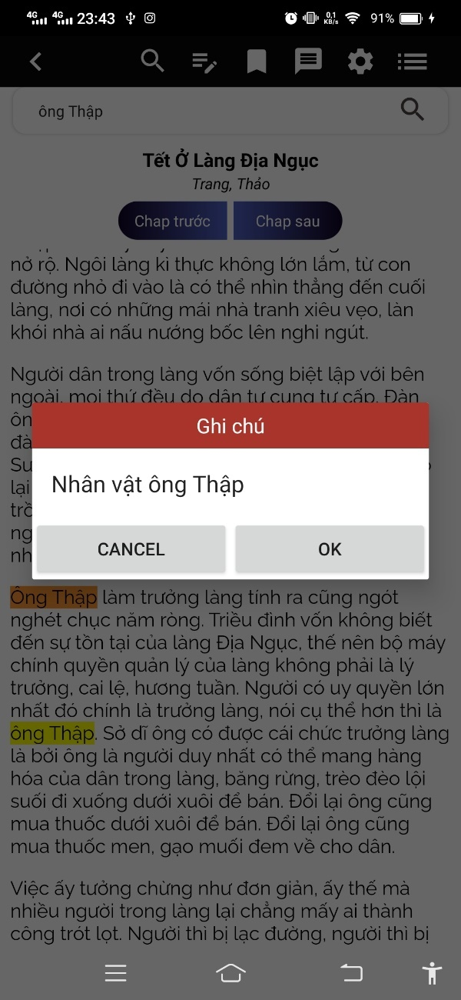 4G 4G 23:43 0,1 KB/s 91%
ông Thập
Tết Ở Làng Địa Ngục
Trang, Thảo
Chap trước Chap sau
nở rộ. Ngôi làng kì thực không lớn lắm, từ con
đường nhỏ đi vào là có thể nhìn thẳng đến cuối
làng, nơi có những mái nhà tranh xiêu vẹo, làn
khói nhà ai nấu nướng bốc lên nghi ngút.
Người dân trong làng vốn sống biệt lập với bên
ngoài, mọi thứ đều do dân tự cung tự cấp. Đàn
ôn
đà
Ghi chú
Su
lại
Nhân vật ông Thập
trồ
ng
CANCEL OK
nh
Ông Thập làm trưởng làng tính ra cũng ngót
nghét chục năm ròng. Triều đình vốn không biết
đến sự tồn tại của làng Địa Ngục, thế nên bộ máy
chính quyền quản lý của làng không phải là lý
trưởng, cai lệ, hương tuần. Người có uy quyền lớn
nhất đó chính là trưởng làng, nói cụ thể hơn thì là
ông Thập. Sở dĩ ông có được cái chức trưởng làng
là bởi ông là người duy nhất có thể mang hàng
hóa của dân trong làng, băng rừng, trèo đèo lội
suối đi xuống dưới xuôi để bán. Đổi lại ông cũng
mua thuốc dưới xuôi để bán. Đổi lại ông cũng
mua thuốc men, gạo muối đem về cho dân.
Việc ấy tưởng chừng như đơn giản, ấy thế mà
nhiều người trong làng lại chẳng mấy ai thành
công trót lọt. Người thì bị lạc đường, người thì bị